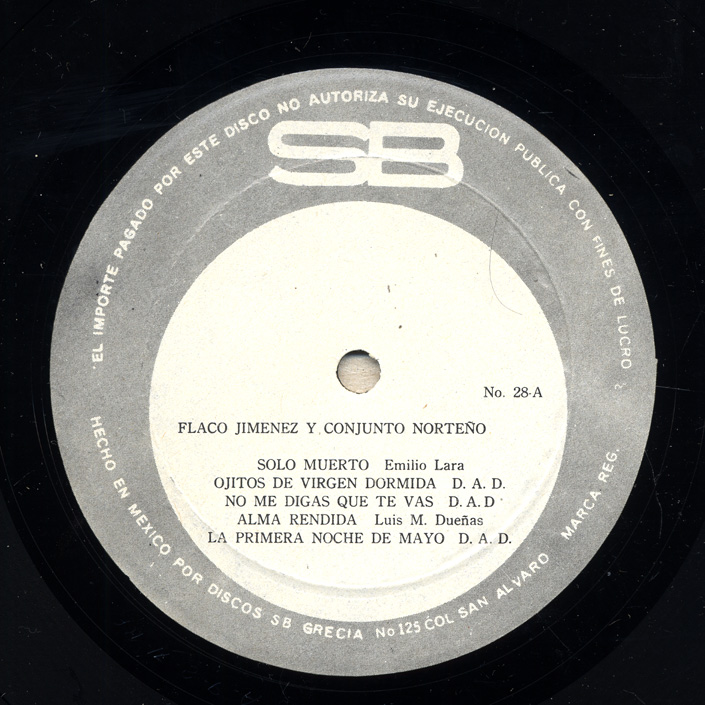 "EL IMPORTE PAGADO POR ESTE DISCO NO AUTORIZA SU EJECUCION PUBLICA CON FINES DE LUCRO
SB
No. 28-A
FLACO JIMENEZ Y CONJUNTO NORTEÑO
SOLO MUERTO Emilio Lara
OJITOS DE VIRGEN DORMIDA D. A. D.
NO ME DIGAS QUE TE VAS D. A. D
ALMA RENDIDA Luis M. Dueñas
LA PRIMERA NOCHE DE MAYO D. A. D.
HECHO EN MEXICO POR DISCOS SB GRECIA No 125 COL SAN ALVARO MARCA REG.